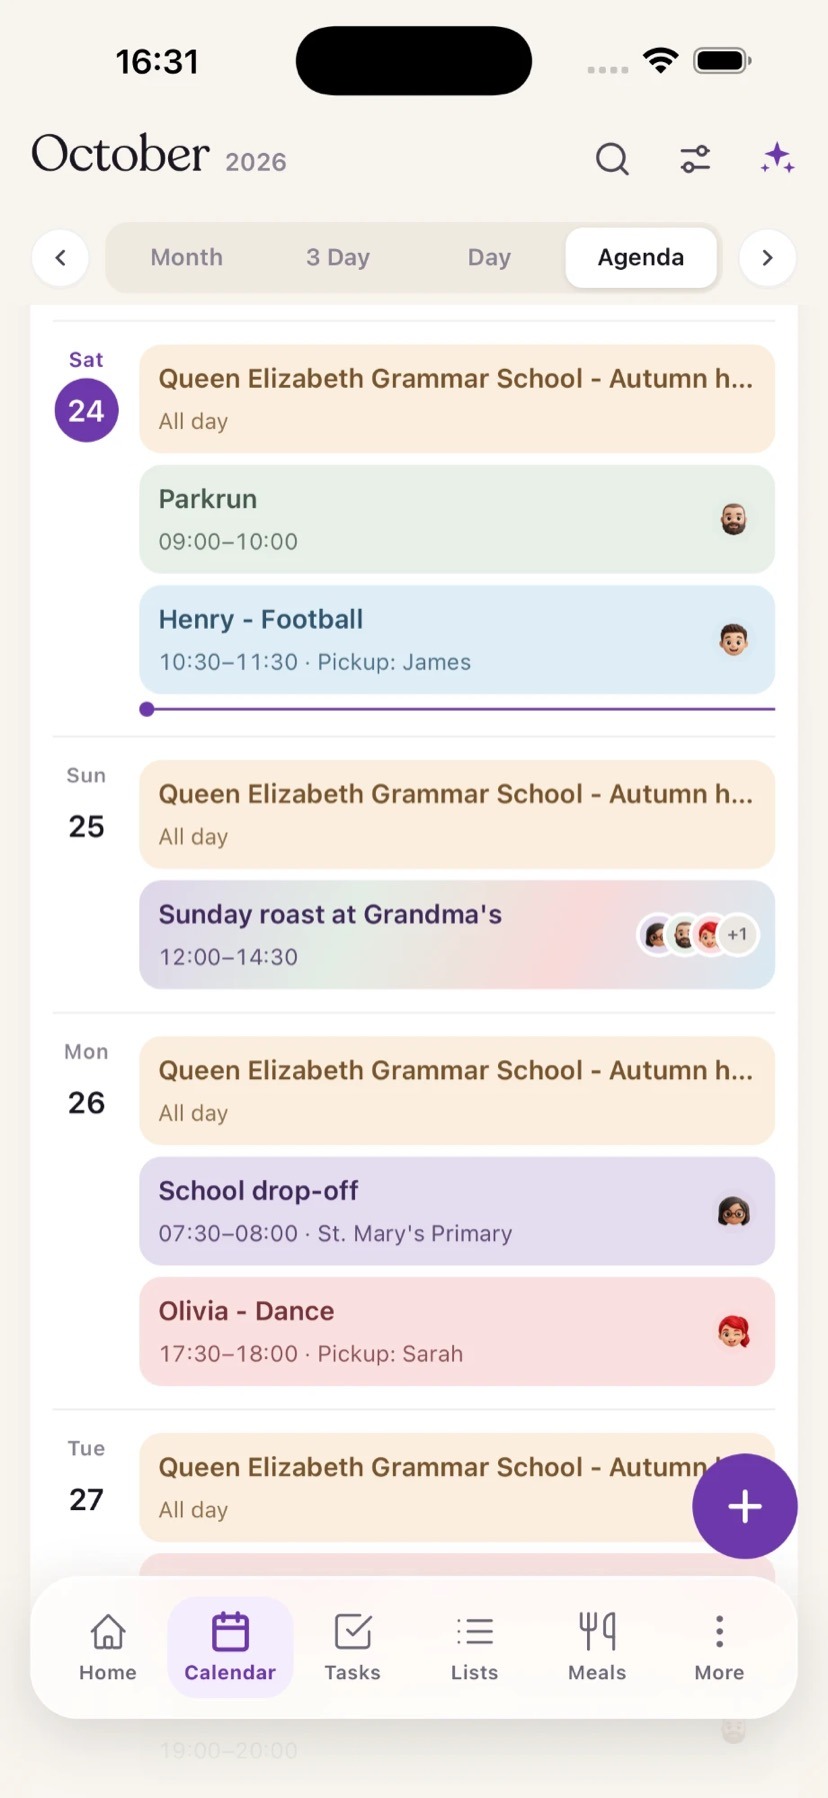 16:31
October 2026
Month 3 Day Day Agenda
Sat
24
Queen Elizabeth Grammar School - Autumn h...
All day
Parkrun
09:00–10:00
Henry - Football
10:30–11:30 · Pickup: James
Sun
25
Queen Elizabeth Grammar School - Autumn h...
All day
Sunday roast at Grandma's
12:00–14:30
+1
Mon
26
Queen Elizabeth Grammar School - Autumn h...
All day
School drop-off
07:30–08:00 · St. Mary's Primary
Olivia - Dance
17:30–18:00 · Pickup: Sarah
Tue
27
Queen Elizabeth Grammar School - Autumn
All day
Home Calendar Tasks Lists Meals More
19:00–20:00